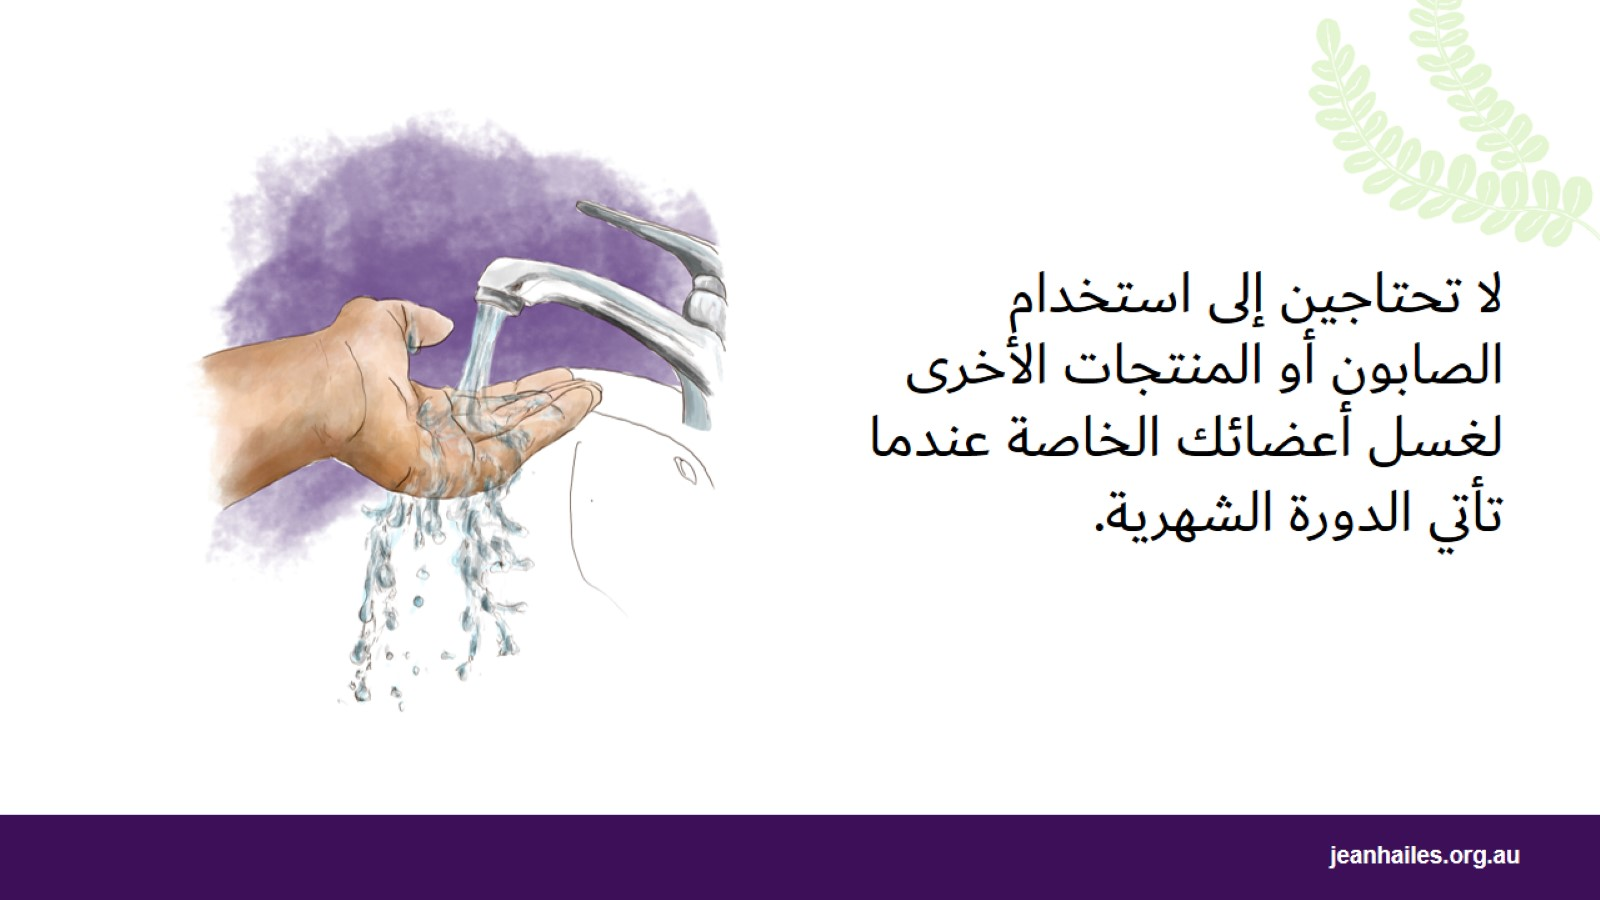 لا تحتاجين إلى استخدام
الصابون أو المنتجات الأخرى
لغسل أعضائك الخاصة عندما
تأتي الدورة الشهرية.
jeanhailes.org.au